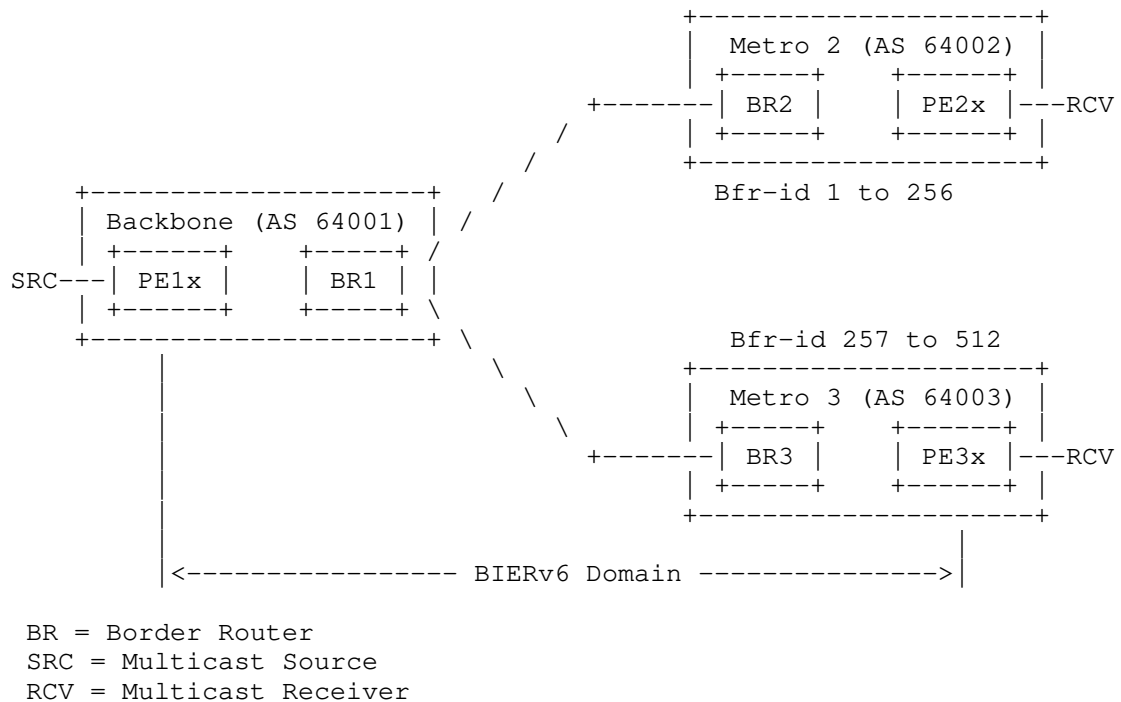 Metro 2 (AS 64002)
BR2 PE2x RCV
Bfr-id 1 to 256
Backbone (AS 64001)
SRC PE1x BR1
Bfr-id 257 to 512
Metro 3 (AS 64003)
BR3 PE3x RCV
BIERv6 Domain
BR = Border Router
SRC = Multicast Source
RCV = Multicast Receiver